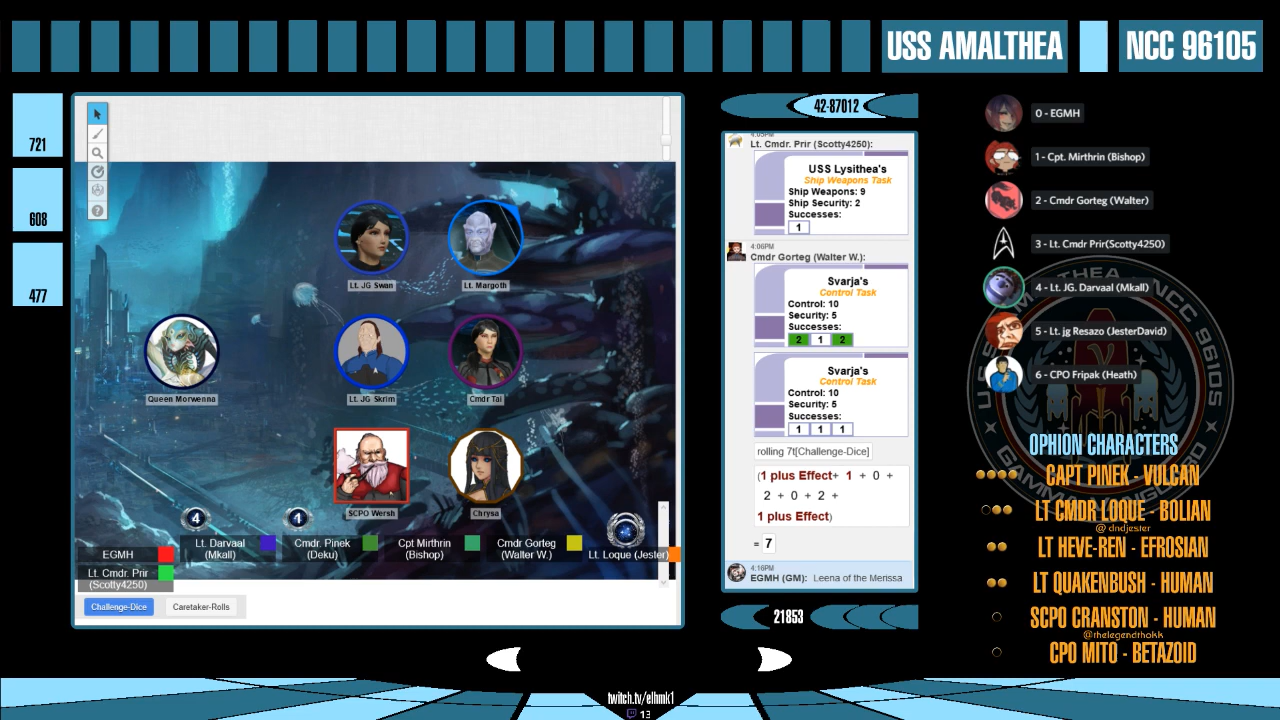 USS AMALTHEA
NCC 96105
721
608
477
Lt. JG Swan
Lt. Margoth
Queen Morwenna
Lt. JG Skrim
Cmdr Tai
SCPO Wersh
Chrysa
4
1
EGMH
Lt. Darvaal
(Mkall)
Cmdr. Pinek
(Deku)
Cpt Mirthrin
(Bishop)
Cmdr Gorteg
(Walter W.)
Lt. Loque (Jester)
Lt. Cmdr. Prir
(Scotty4250)
Challenge-Dice
Caretaker-Rolls
42-87012
4:05PM
Lt. Cmdr. Prir (Scotty4250):
USS Lysithea's
Ship Weapons Task
Ship Weapons: 9
Ship Security: 2
Successes:
1
4:06PM
Cmdr Gorteg (Walter W.):
Svarja's
Control Task
Control: 10
Security: 5
Successes:
2 1 2
Svarja's
Control Task
Control: 10
Security: 5
Successes:
1 1 1
rolling 7t[Challenge-Dice]
(1 plus Effect+ 1 + 0 +
2 + 0 + 2 +
1 plus Effect)
= 7
4:16PM
EGMH (GM): Leena of the Merissa
21853
0 - EGMH
1 - Cpt. Mirthrin (Bishop)
2 - Cmdr Gorteg (Walter)
3 - Lt. Cmdr Prir(Scotty4250)
4 - Lt. JG. Darvaal (Mkall)
5 - Lt. jg Resazo (JesterDavid)
6 - CPO Fripak (Heath)
NCC 96105
OPHION CHARACTERS
CAPT PINEK - VULCAN
LT CMDR LOQUE - BOLIAN
@dndjester
LT HEVE-REN - EFROSIAN
LT QUAKENBUSH - HUMAN
SCPO CRANSTON - HUMAN
@thelegendthokk
CPO MITO - BETAZOID
twitch.tv/elhmk1
13